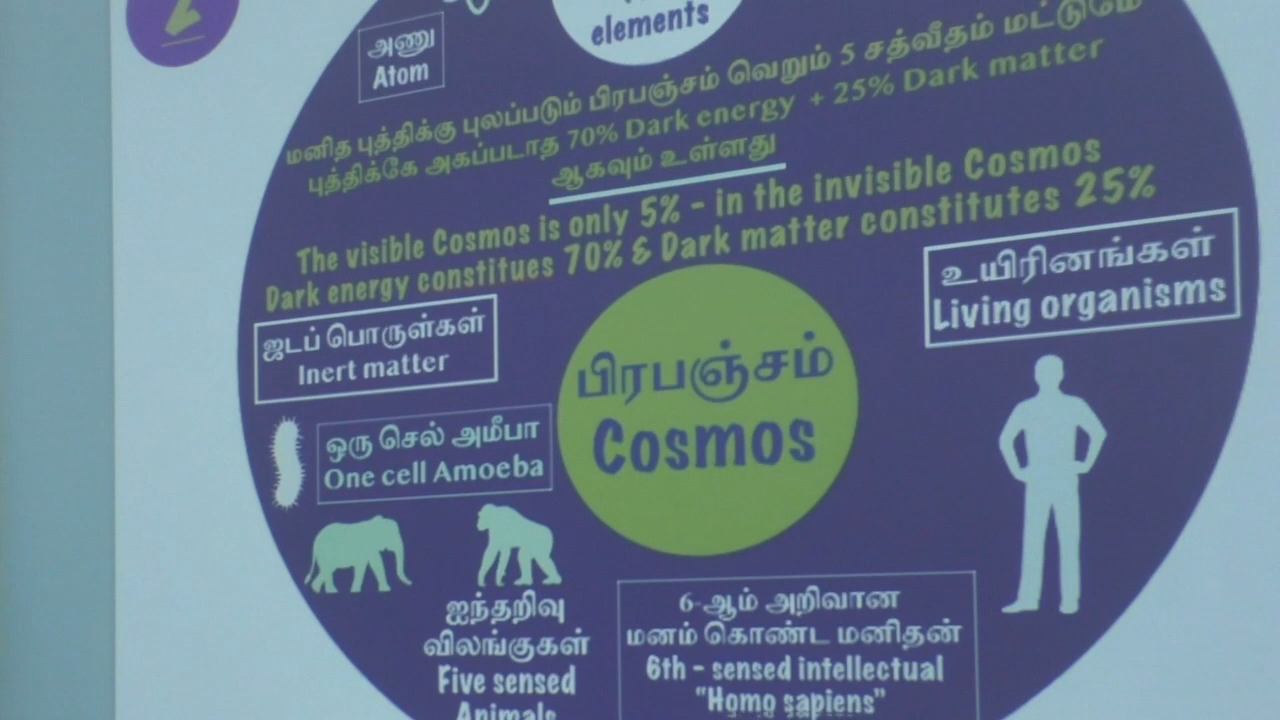 2
elements
அணு
Atom
மனித புத்திக்கு புலப்படும் பிரபஞ்சம் வெறும் 5 சத்வீதம் மட்டுமே
புத்திக்கே அகப்படாத 70% Dark energy + 25% Dark matter
ஆகவும் உள்ளது
The visible Cosmos is only 5% - in the invisible Cosmos
Dark energy constitues 70% & Dark matter constitutes 25%
உயிரினங்கள்
Living organisms
ஜடப் பொருள்கள்
Inert matter
பிரபஞ்சம்
Cosmos
ஒரு செல் அமீபா
One cell Amoeba
ஐந்தறிவு
விலங்குகள்
Five sensed
Animals
6-ஆம் அறிவான
மனம் கொண்ட மனிதன்
6th - sensed intellectual
"Homo sapiens"